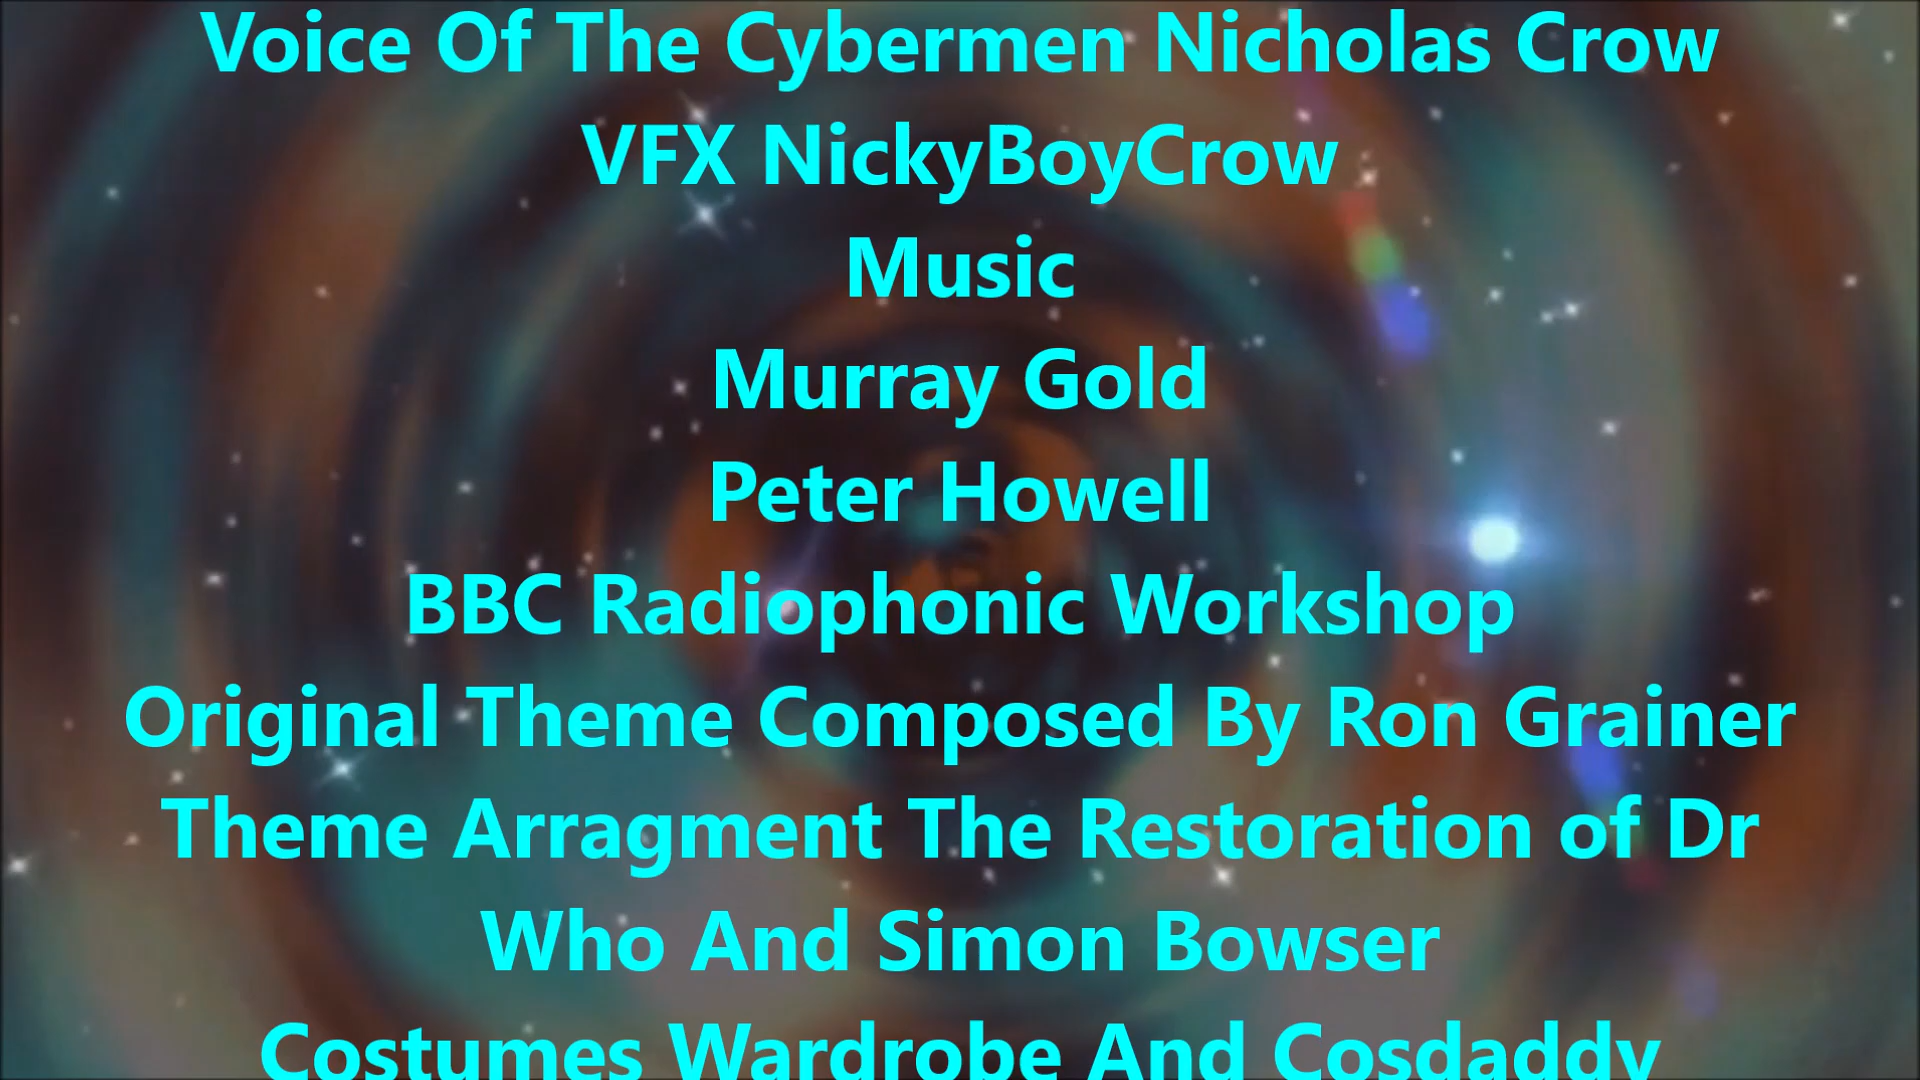 Voice Of The Cybermen Nicholas Crow
VFX NickyBoyCrow
Music
Murray Gold
Peter Howell
BBC Radiophonic Workshop
Original Theme Composed By Ron Grainer
Theme Arragment The Restoration of Dr
Who And Simon Bowser
Costumes Wardrobe And Cosdaddy